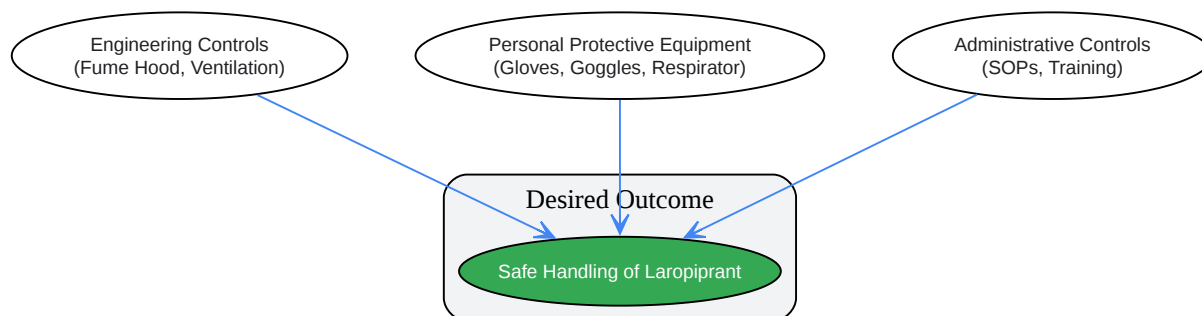 Engineering Controls
(Fume Hood, Ventilation)
Personal Protective Equipment
(Gloves, Goggles, Respirator)
Administrative Controls
(SOPs, Training)
Desired Outcome
Safe Handling of Laropiprant